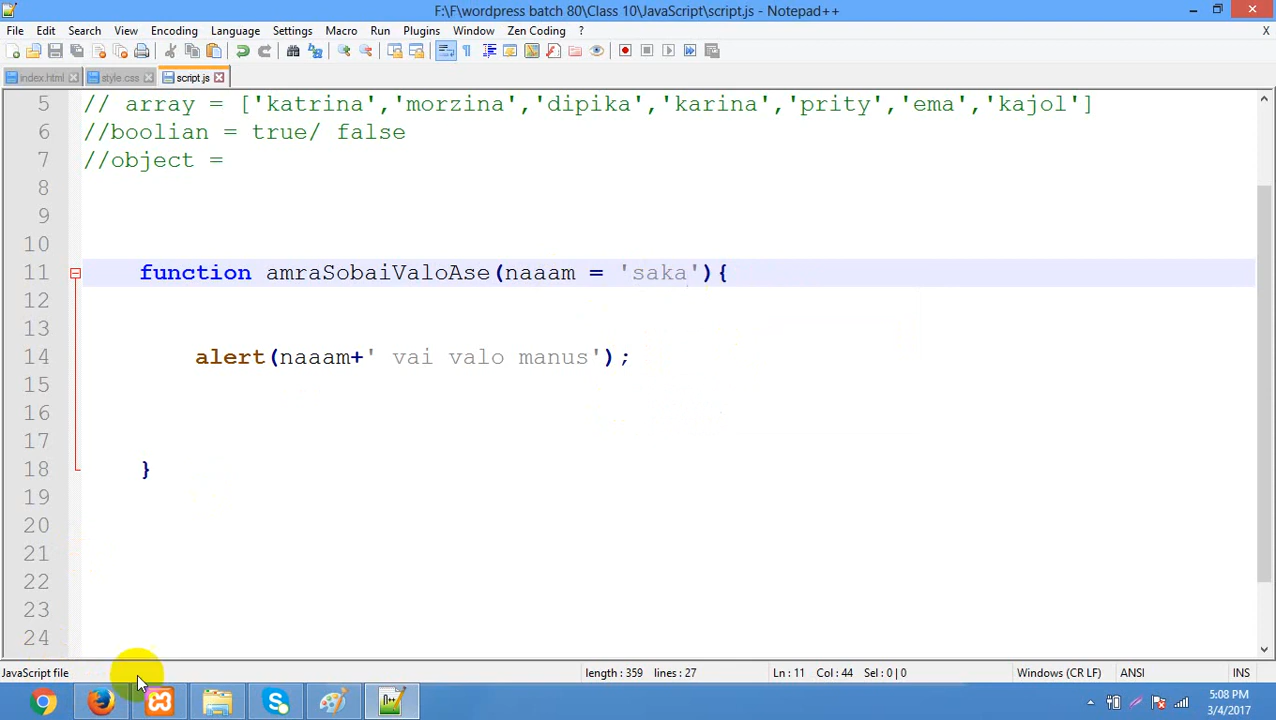 F:\F\wordpress batch 80\Class 10\JavaScript\script.js - Notepad++
File Edit Search View Encoding Language Settings Macro Run Plugins Window Zen Coding ? X
index.html style.css script.js
5 // array = ['katrina','morzina','dipika','karina','prity','ema','kajol']
6 //boolian = true/ false
7 //object =
8
9
10
11 function amraSobaiValoAse(naaam = 'saka'){
12
13
14 alert(naaam+' vai valo manus');
15
16
17
18 }
19
20
21
22
23
24
JavaScript file length : 359 lines : 27 Ln : 11 Col : 44 Sel : 0 | 0 Windows (CR LF) ANSI INS
5:08 PM
3/4/2017